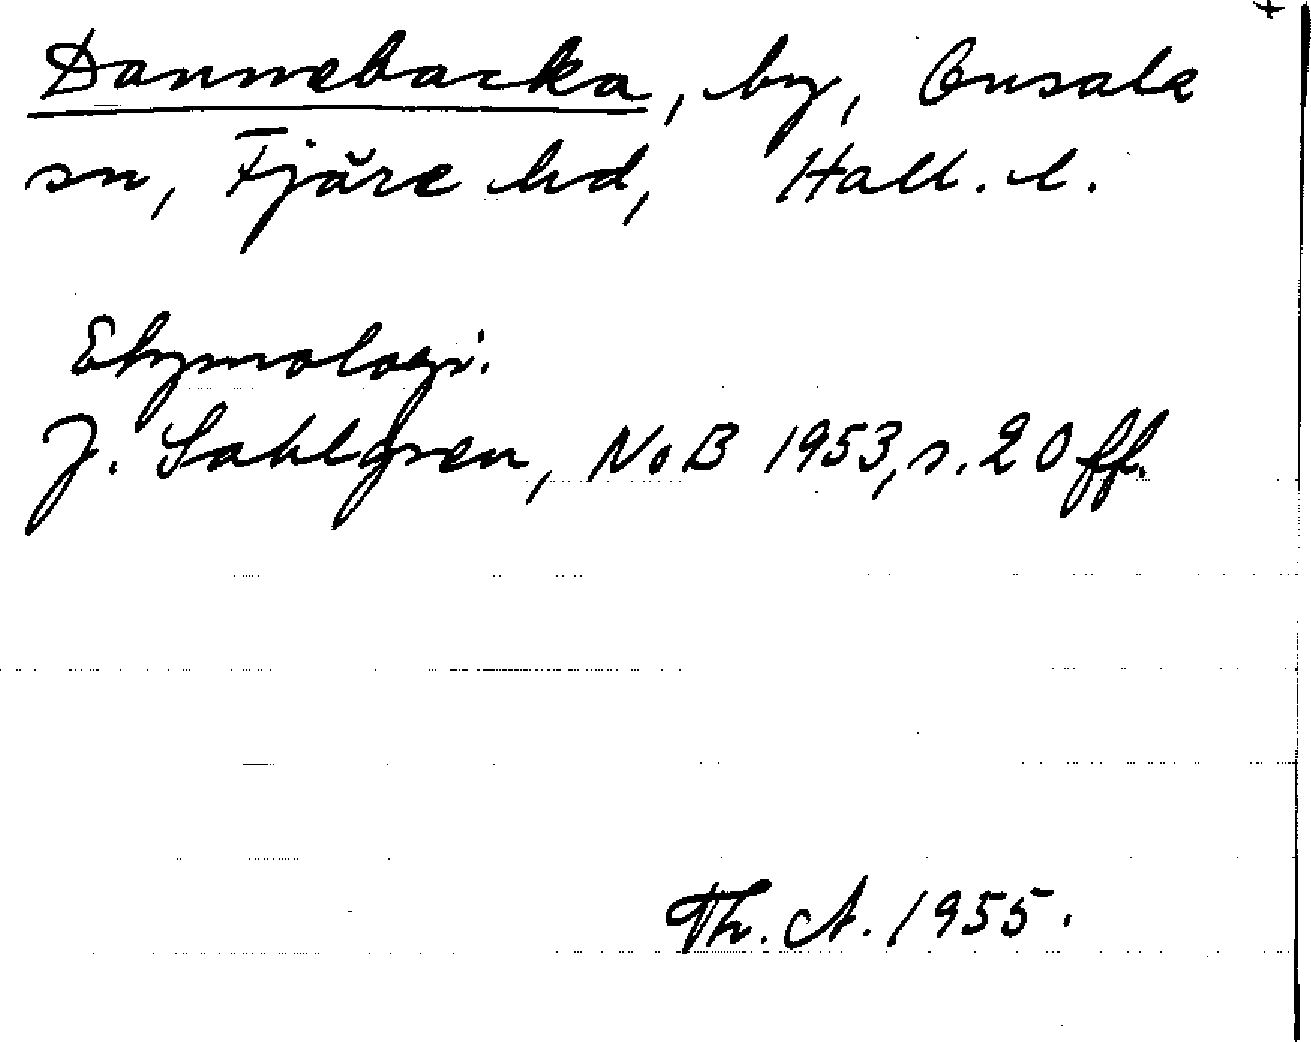 Dannebacka, by, Onsala
sn, Fjäre hd, Hall. l.
Etymologi.
J. Sahlgren, NoB 1953, s. 20 ff.
Th. A. 1955.